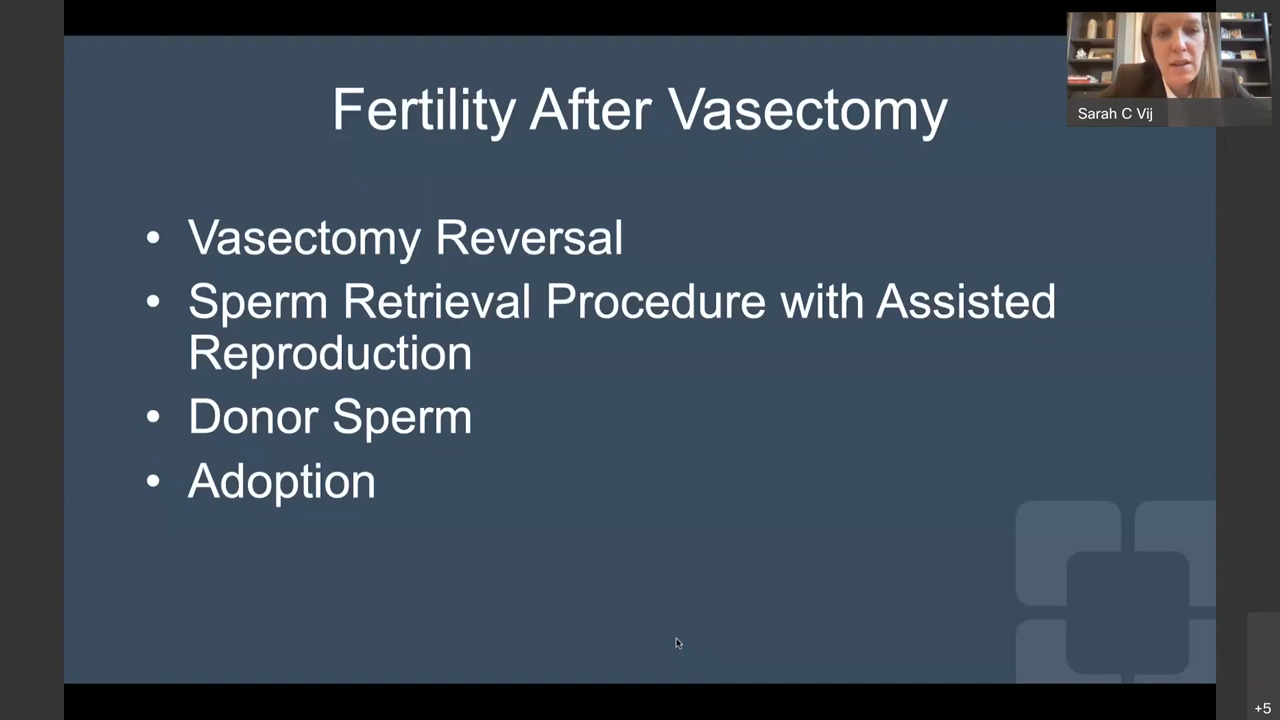 Fertility After Vasectomy
Sarah C Vij
• Vasectomy Reversal
• Sperm Retrieval Procedure with Assisted
Reproduction
• Donor Sperm
• Adoption
+5